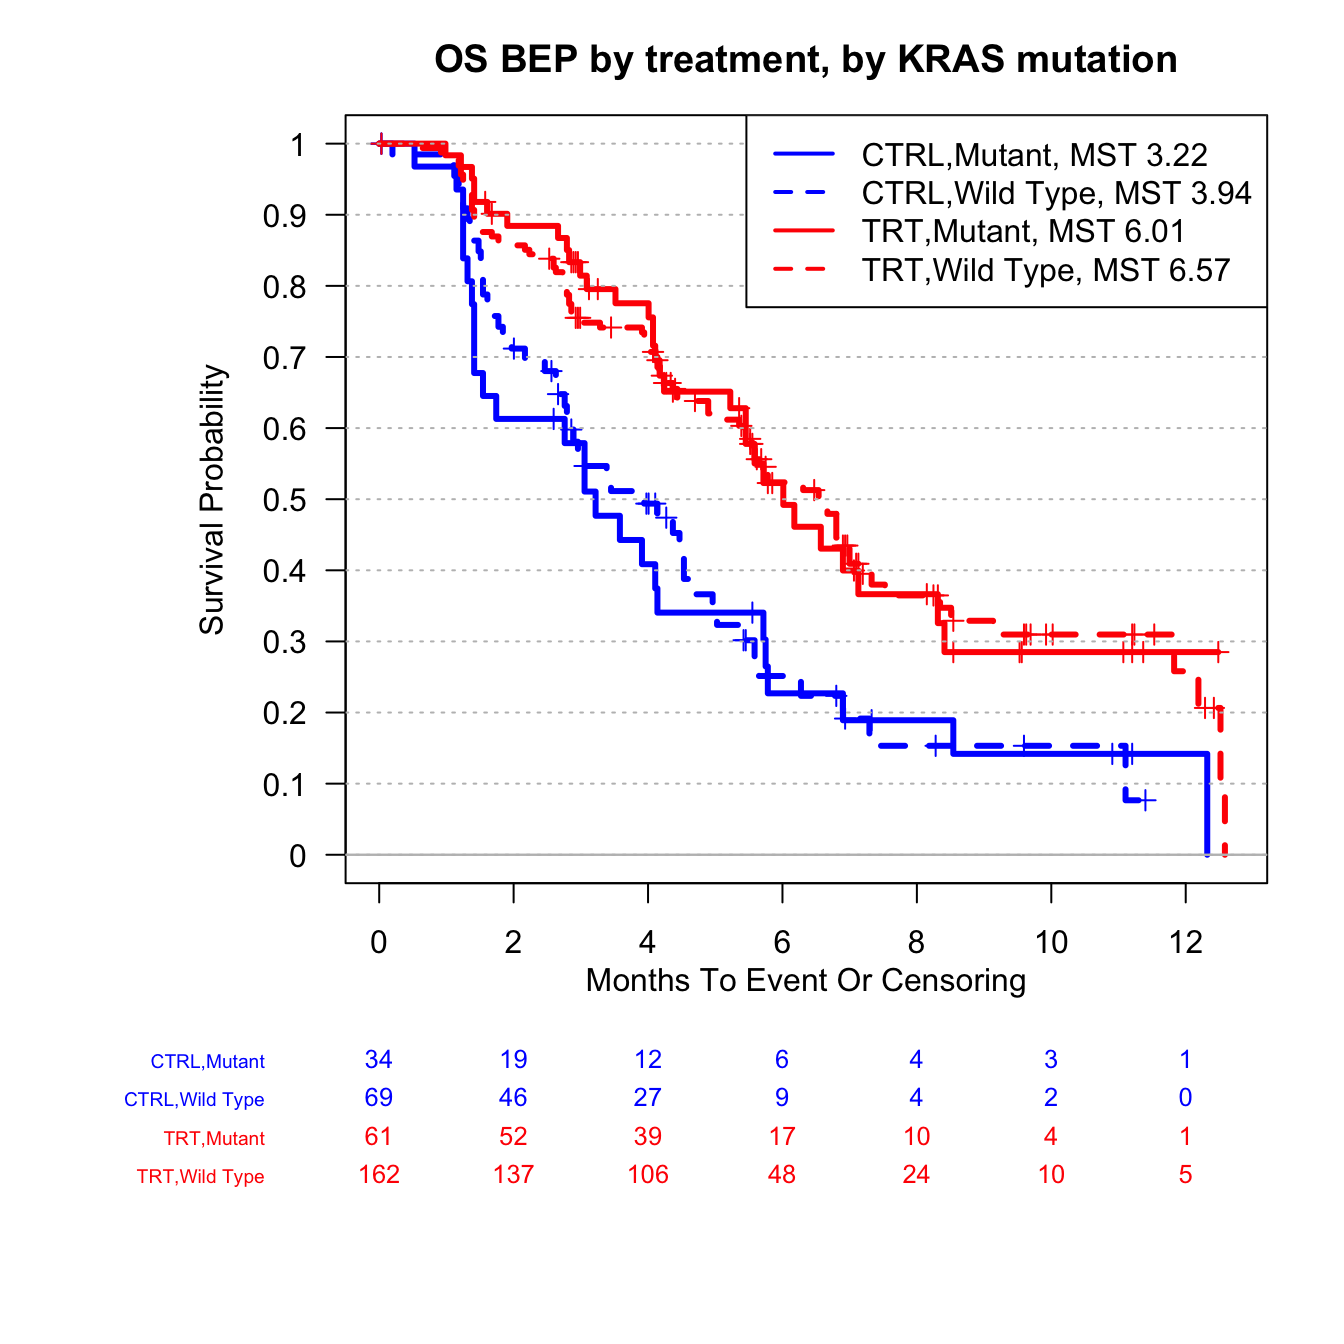 OS BEP by treatment, by KRAS mutation
CTRL,Mutant, MST 3.22
CTRL,Wild Type, MST 3.94
TRT,Mutant, MST 6.01
TRT,Wild Type, MST 6.57
Survival Probability
1
0.9
0.8
0.7
0.6
0.5
0.4
0.3
0.2
0.1
0
0 2 4 6 8 10 12
Months To Event Or Censoring
CTRL,Mutant 34 19 12 6 4 3 1
CTRL,Wild Type 69 46 27 9 4 2 0
TRT,Mutant 61 52 39 17 10 4 1
TRT,Wild Type 162 137 106 48 24 10 5